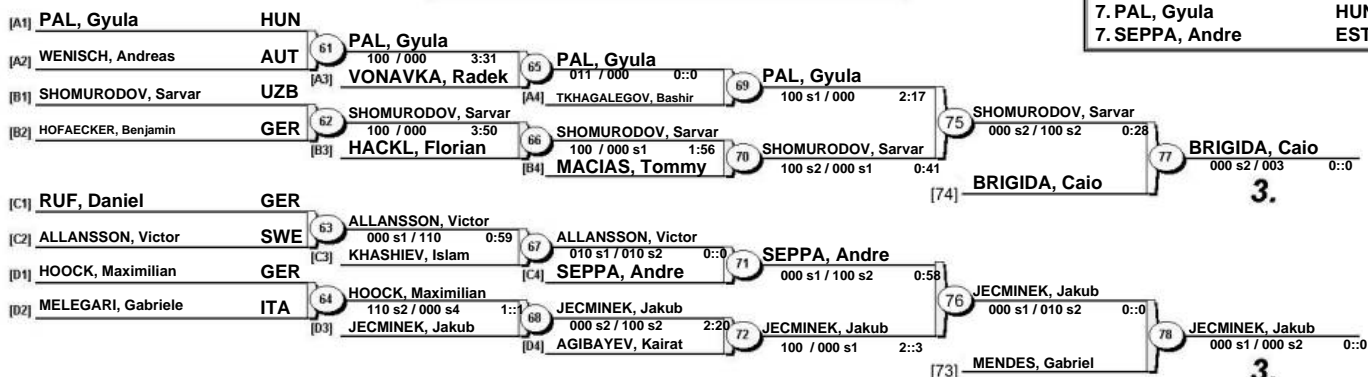 7. PAL, Gyula HUN
7. SEPPA, Andre EST
[A1] PAL, Gyula HUN
[A2] WENISCH, Andreas AUT
61 PAL, Gyula
100 / 000 3:31
[A3] VONAVKA, Radek
65 PAL, Gyula
011 / 000 0::0
[A4] TKHAGALEGOV, Bashir
69 PAL, Gyula
100 s1 / 000 2:17
[B1] SHOMURODOV, Sarvar UZB
[B2] HOFAECKER, Benjamin GER
62 SHOMURODOV, Sarvar
100 / 000 3:50
[B3] HACKL, Florian
66 SHOMURODOV, Sarvar
100 / 000 s1 1:56
[B4] MACIAS, Tommy
70 SHOMURODOV, Sarvar
100 s2 / 000 s1 0:41
75 SHOMURODOV, Sarvar
000 s2 / 100 s2 0:28
[74] BRIGIDA, Caio
77 BRIGIDA, Caio
000 s2 / 003 0::0
3.
[C1] RUF, Daniel GER
[C2] ALLANSSON, Victor SWE
63 ALLANSSON, Victor
000 s1 / 110 0:59
[C3] KHASHIEV, Islam
67 ALLANSSON, Victor
010 s1 / 010 s2 0::0
[C4] SEPPA, Andre
71 SEPPA, Andre
000 s1 / 100 s2 0:58
[D1] HOOCK, Maximilian GER
[D2] MELEGARI, Gabriele ITA
64 HOOCK, Maximilian
110 s2 / 000 s4 1::1
[D3] JECMINEK, Jakub
68 JECMINEK, Jakub
000 s2 / 100 s2 2:20
[D4] AGIBAYEV, Kairat
72 JECMINEK, Jakub
100 / 000 s1 2::3
76 JECMINEK, Jakub
000 s1 / 010 s2 0::0
[73] MENDES, Gabriel
78 JECMINEK, Jakub
000 s1 / 000 s2 0::0
3.